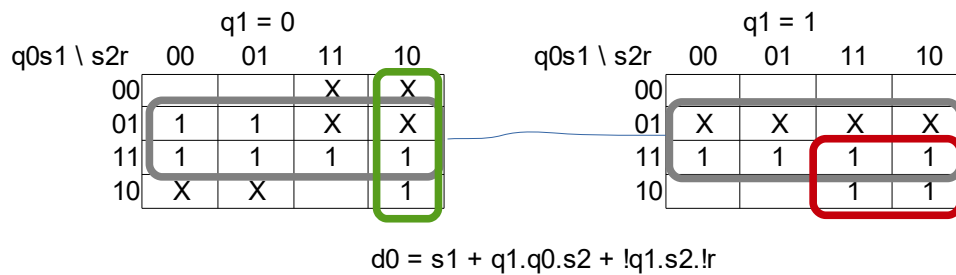 q1 = 0 q1 = 1
q0s1 \ s2r 00 01 11 10 q0s1 \ s2r 00 01 11 10
00 X X 00
01 1 1 X X 01 X X X X
11 1 1 1 1 11 1 1 1 1
10 X X 1 10 1 1
d0 = s1 + q1.q0.s2 + !q1.s2.!r